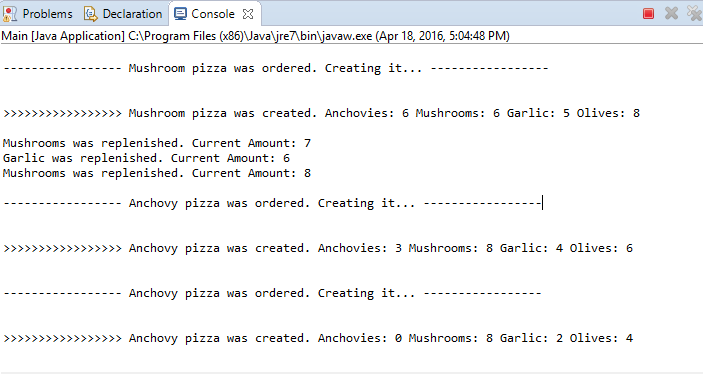 Problems Declaration Console
Main [Java Application] C:\Program Files (x86)\Java\jre7\bin\javaw.exe (Apr 18, 2016, 5:04:48 PM)
---------------- Mushroom pizza was ordered. Creating it... ----------------
>>>>>>>>>>>>>>>> Mushroom pizza was created. Anchovies: 6 Mushrooms: 6 Garlic: 5 Olives: 8
Mushrooms was replenished. Current Amount: 7
Garlic was replenished. Current Amount: 6
Mushrooms was replenished. Current Amount: 8
---------------- Anchovy pizza was ordered. Creating it... ----------------
>>>>>>>>>>>>>>>> Anchovy pizza was created. Anchovies: 3 Mushrooms: 8 Garlic: 4 Olives: 6
---------------- Anchovy pizza was ordered. Creating it... ----------------
>>>>>>>>>>>>>>>> Anchovy pizza was created. Anchovies: 0 Mushrooms: 8 Garlic: 2 Olives: 4